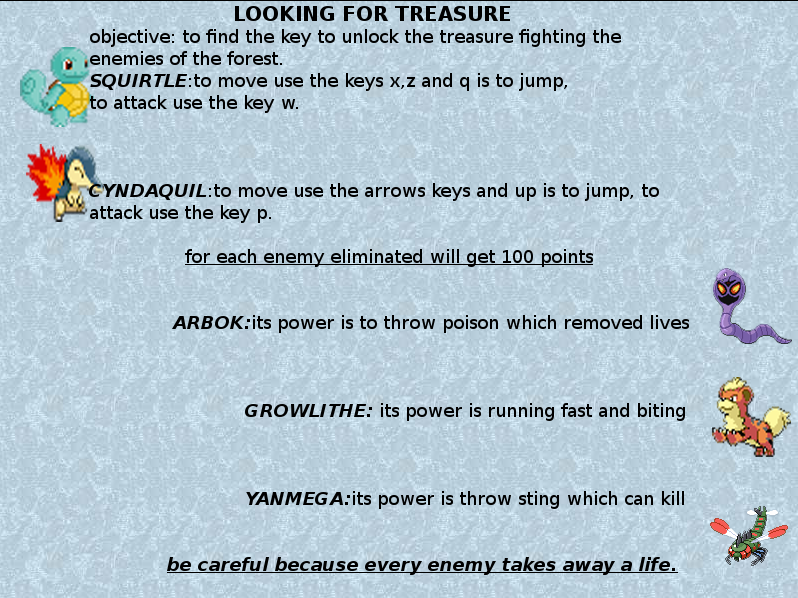 LOOKING FOR TREASURE
objective: to find the key to unlock the treasure fighting the
enemies of the forest.
SQUIRTLE:to move use the keys x,z and q is to jump,
to attack use the key w.
CYNDAQUIL:to move use the arrows keys and up is to jump, to
attack use the key p.
for each enemy eliminated will get 100 points
ARBOK:its power is to throw poison which removed lives
GROWLITHE: its power is running fast and biting
YANMEGA:its power is throw sting which can kill
be careful because every enemy takes away a life.